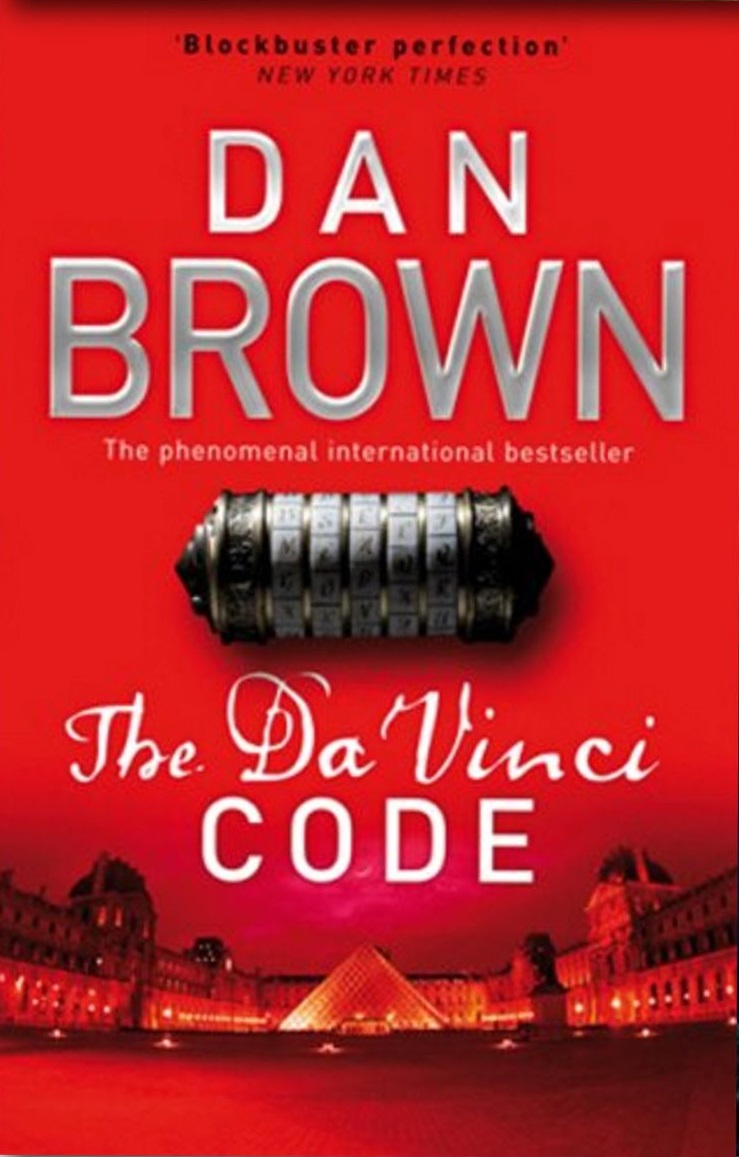 'Blockbuster perfection'
NEW YORK TIMES
DAN
BROWN
The phenomenal international bestseller
The Da Vinci
CODE